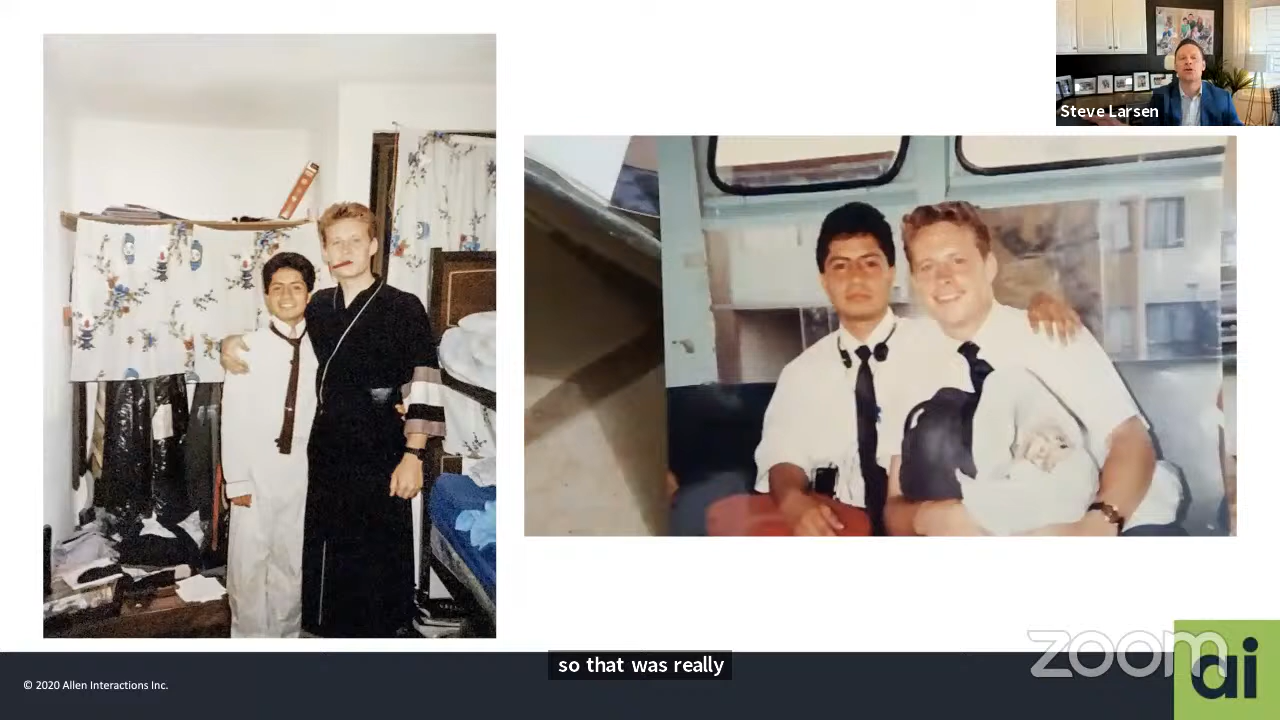 Steve Larsen
so that was really
zoom
ai
© 2020 Allen Interactions Inc.